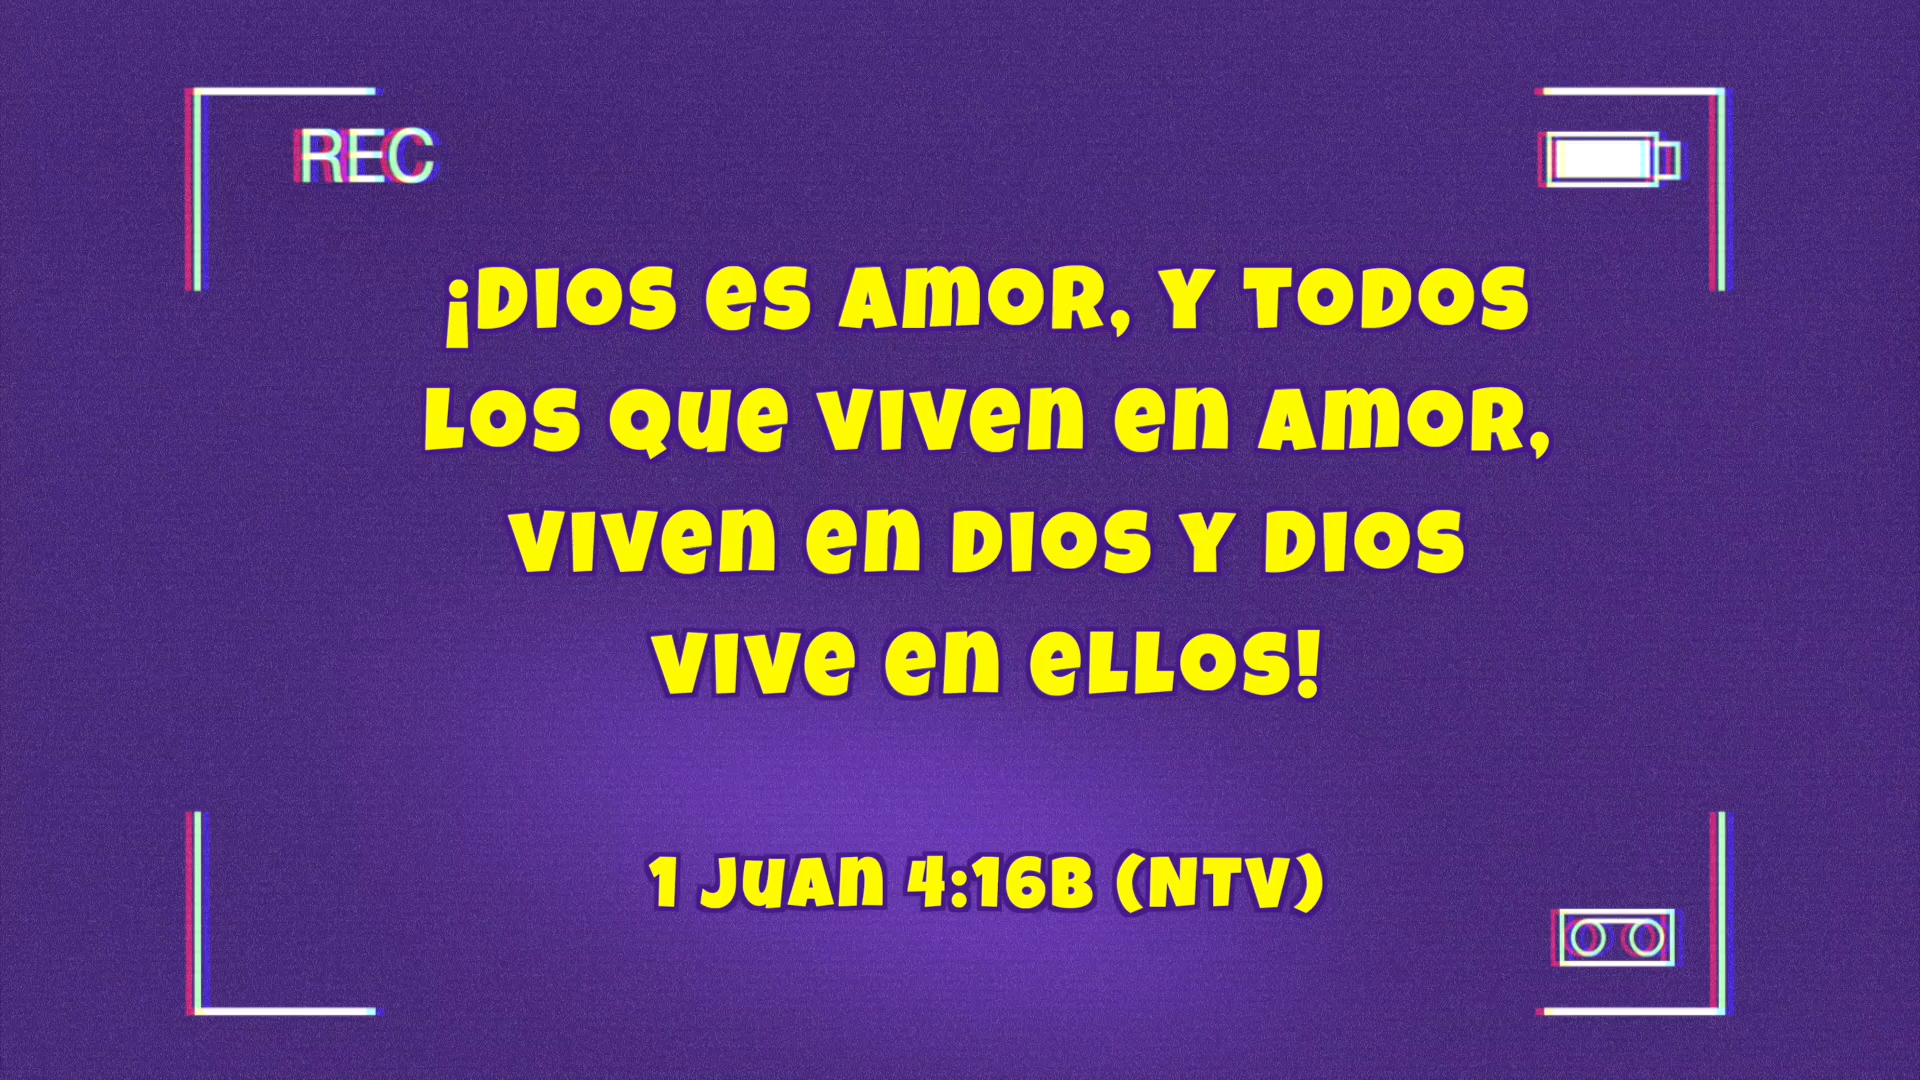 REC
¡DIOS ES AMOR, Y TODOS
LOS QUE VIVEN EN AMOR,
VIVEN EN DIOS Y DIOS
VIVE EN ELLOS!
1 JUAN 4:16B (NTV)